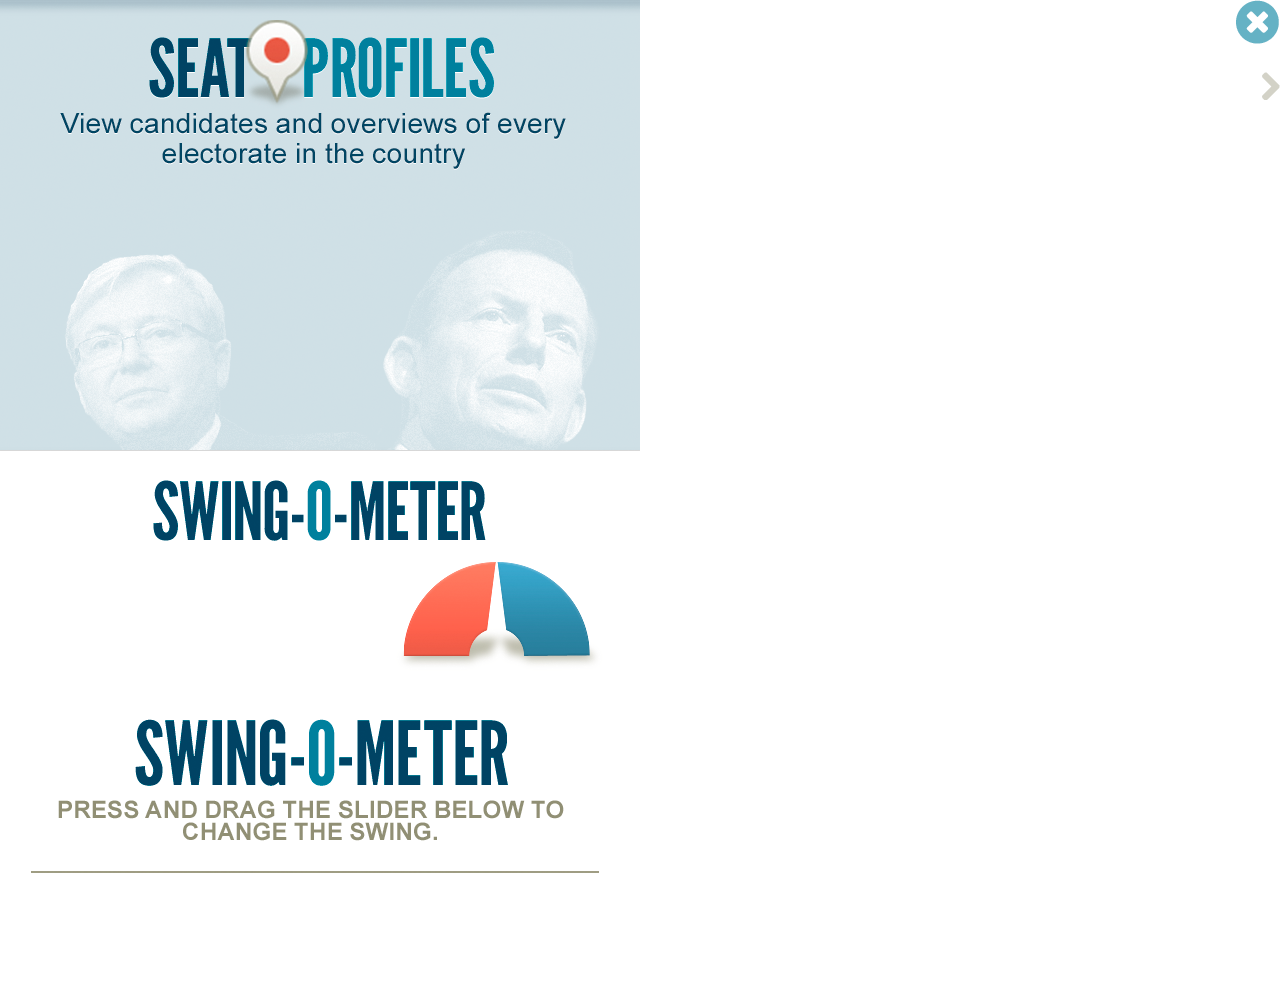 SEAT PROFILES
View candidates and overviews of every
electorate in the country
SWING-O-METER
SWING-O-METER
PRESS AND DRAG THE SLIDER BELOW TO
CHANGE THE SWING.